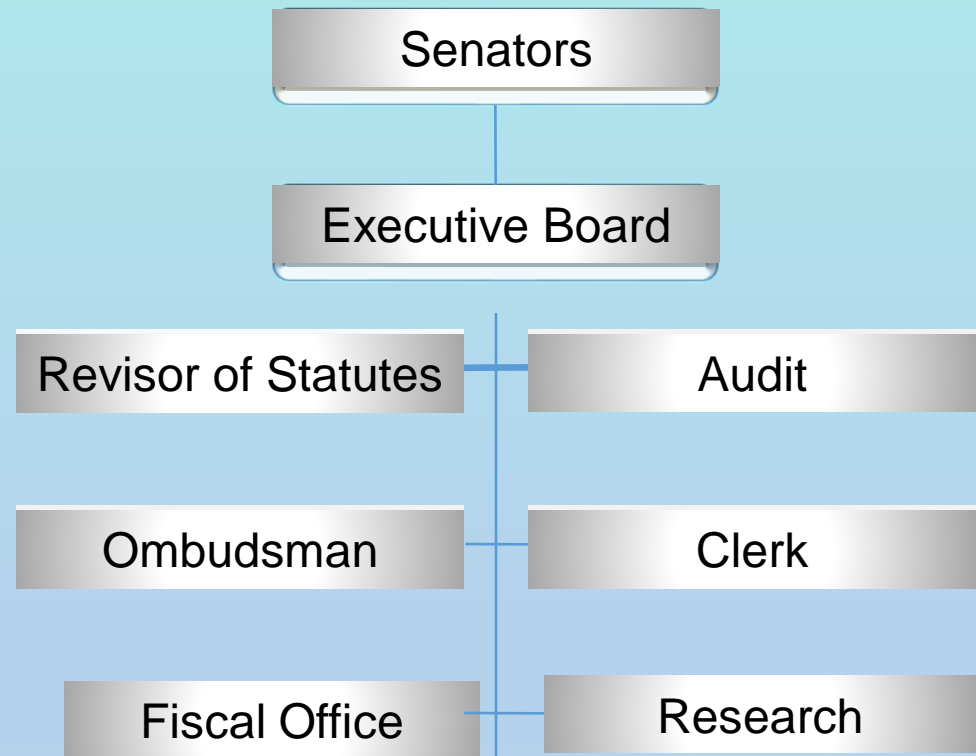 Senators
Executive Board
Revisor of Statutes
Audit
Ombudsman
Clerk
Fiscal Office
Research